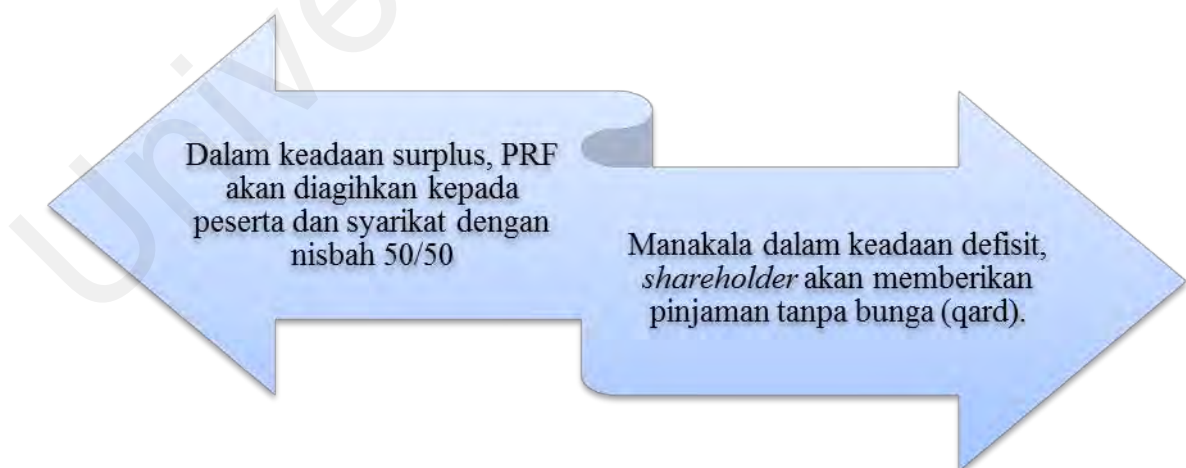 Unive
Dalam keadaan surplus, PRF
akan diagihkan kepada
peserta dan syarikat dengan
nisbah 50/50
Manakala dalam keadaan defisit,
shareholder akan memberikan
pinjaman tanpa bunga (qard).